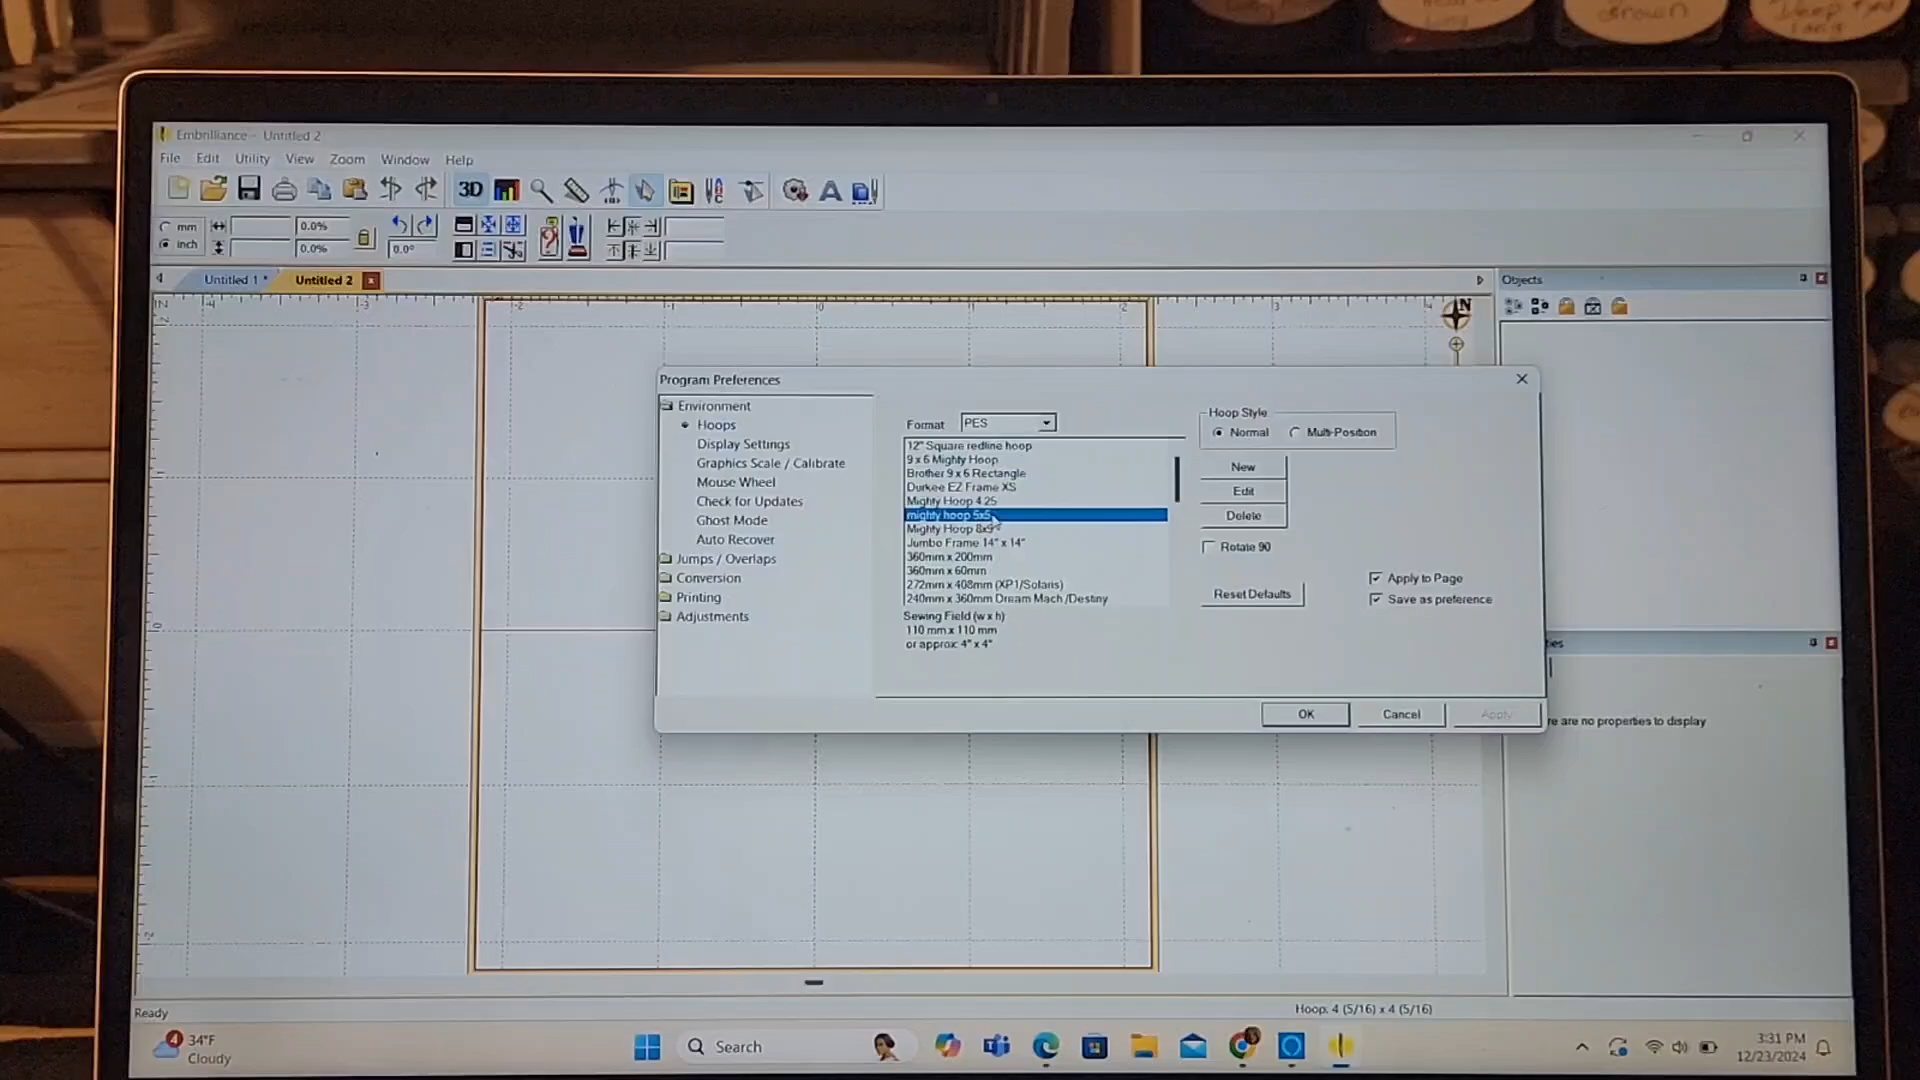 Brown
Embrilliance - Untitled 2
File Edit Utility View Zoom Window Help
3D
mm 0.0%
inch 0.0% 0.0°
Untitled 1 * Untitled 2
Objects
N
Program Preferences
Environment
Hoops
Display Settings
Graphics Scale / Calibrate
Mouse Wheel
Check for Updates
Ghost Mode
Auto Recover
Jumps / Overlaps
Conversion
Printing
Adjustments
Format PES
12" Square redline hoop
9 x 6 Mighty Hoop
Brother 9 x 6 Rectangle
Durkee EZ Frame XS
Mighty Hoop 4.25
mighty hoop 5x5
Mighty Hoop 8x9
Jumbo Frame 14" x 14"
360mm x 200mm
360mm x 60mm
272mm x 408mm (XP1/Solaris)
240mm x 360mm Dream Mach /Destiny
Sewing Field (w x h)
110 mm x 110 mm
or approx: 4" x 4"
Hoop Style
Normal Multi-Position
New
Edit
Delete
Rotate 90
Reset Defaults
Apply to Page
Save as preference
OK Cancel Apply
ties
re are no properties to display
Ready
Hoop: 4 (5/16) x 4 (5/16)
4
34°F
Cloudy
Search
3:31 PM
12/23/2024